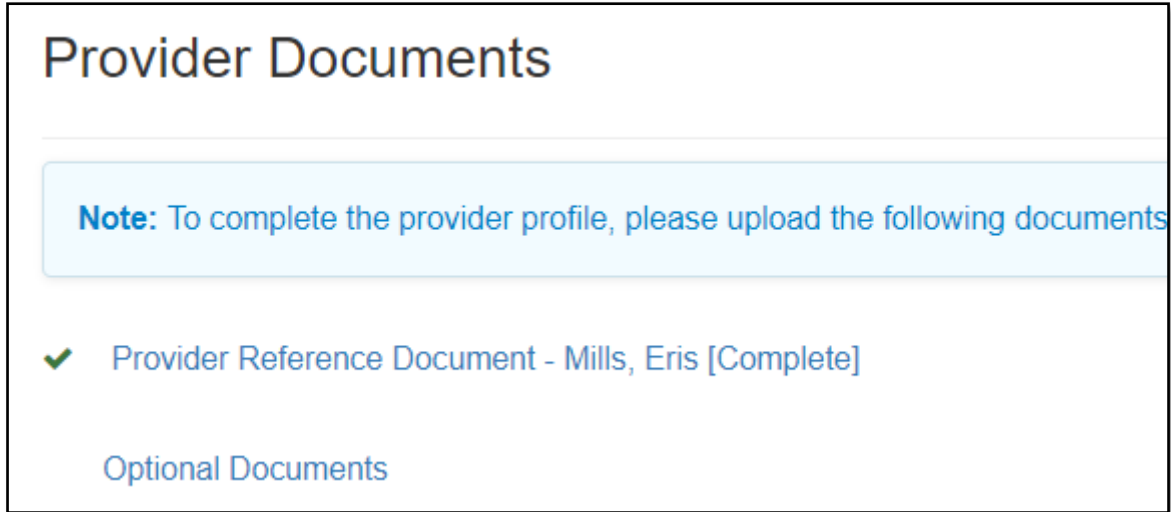 Provider Documents
Note: To complete the provider profile, please upload the following documents
Provider Reference Document - Mills, Eris [Complete]
Optional Documents